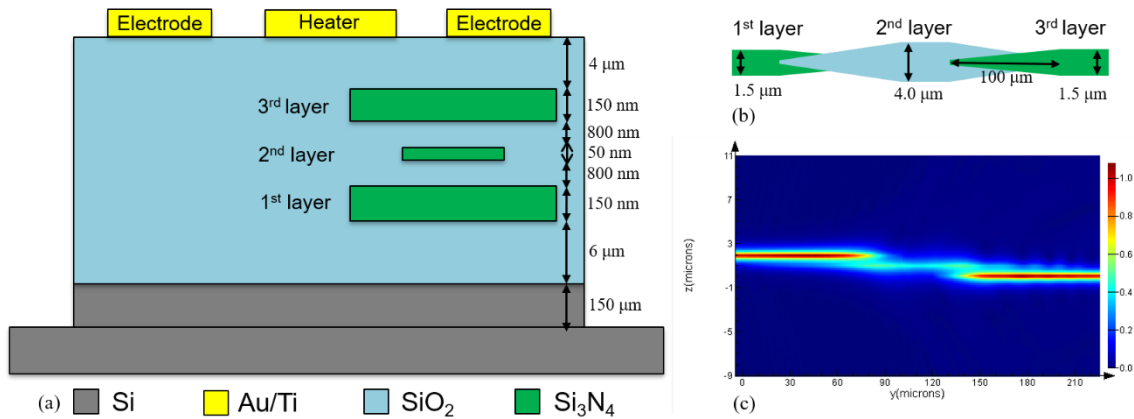 Electrode
Heater
Electrode
4 μm
3rd layer
150 nm
800 nm
2nd layer
50 nm
800 nm
1st layer
150 nm
6 μm
150 μm
(a)
Si
Au/Ti
SiO2
Si3N4
1st layer
2nd layer
3rd layer
1.5 μm
4.0 μm
100 μm
1.5 μm
(b)
11
7
3
-1
-5
-9
z(microns)
0
30
60
90
120
150
180
210
y(microns)
1.0
0.8
0.6
0.4
0.2
0.0
(c)